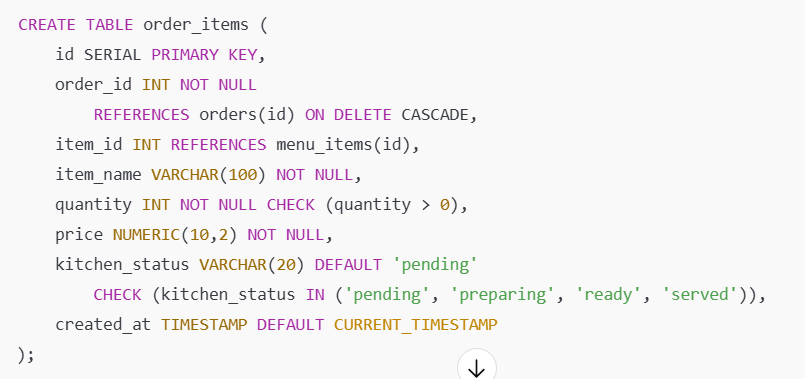 CREATE TABLE order_items (
    id SERIAL PRIMARY KEY,
    order_id INT NOT NULL
        REFERENCES orders(id) ON DELETE CASCADE,
    item_id INT REFERENCES menu_items(id),
    item_name VARCHAR(100) NOT NULL,
    quantity INT NOT NULL CHECK (quantity > 0),
    price NUMERIC(10,2) NOT NULL,
    kitchen_status VARCHAR(20) DEFAULT 'pending'
        CHECK (kitchen_status IN ('pending', 'preparing', 'ready', 'served')),
    created_at TIMESTAMP DEFAULT CURRENT_TIMESTAMP
);